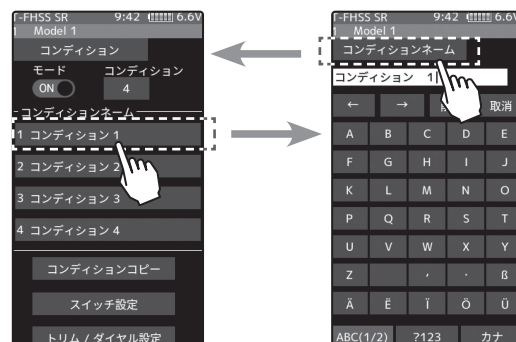 T-FHSS SR 9:42 6.6V
1 Model 1
コンディション
モード コンディション
ON 4
コンディションネーム
1 コンディション 1
2 コンディション 2
3 コンディション 3
4 コンディション 4
コンディションコピー
スイッチ設定
トリム / ダイヤル設定
T-FHSS SR 9:42 6.6V
1 Model 1
コンディションネーム
コンディション 1
← → 取消
A B C D E
F G H I J
K L M N O
P Q R S T
U V W X Y
Z , . ß
Ä Ë Ï Ö Ü
ABC(1/2) ?123 カナ